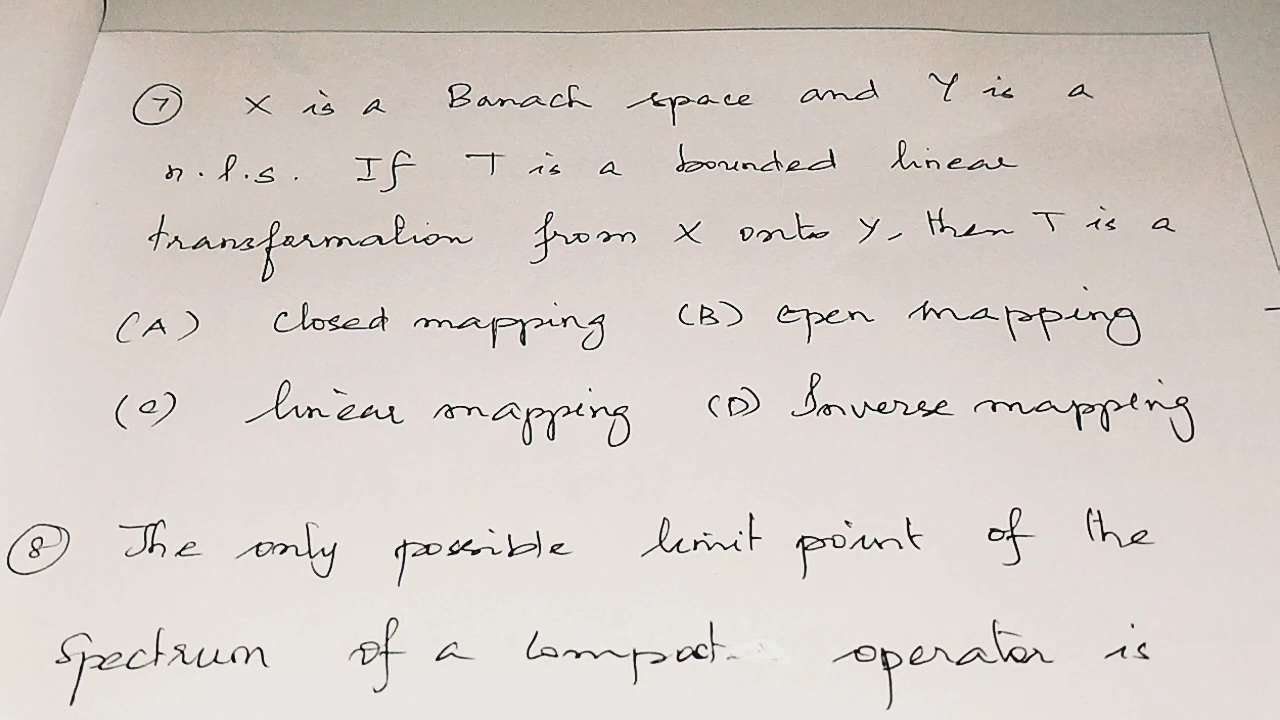 (7) X is a Banach space and Y is a
n.l.s. If T is a bounded linear
transformation from X onto Y, then T is a
(A) closed mapping (B) open mapping
(C) linear mapping (D) Inverse mapping
(8) The only possible limit point of the
spectrum of a compact operator is